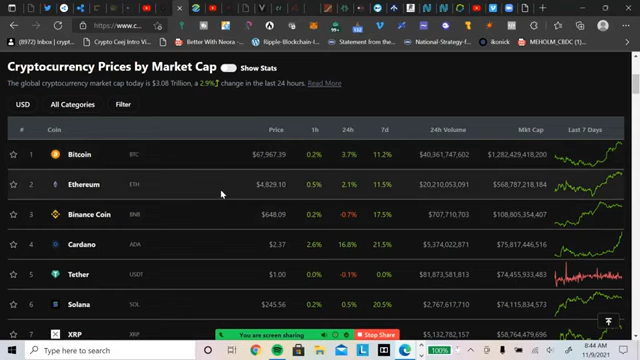 https://www.c...
(8972) Inbox | crypt...
Crypto Ceej Intro Vi...
Better With Neora -...
Ripple-Blockchain-I...
Statement from the...
National-Strategy-f...
ikonick
MEHOLM_CBDC(...
Cryptocurrency Prices by Market Cap Show Stats
The global cryptocurrency market cap today is $3.08 Trillion, a 2.9% change in the last 24 hours. Read More
USD All Categories Filter
# Coin Price 1h 24h 7d 24h Volume Mkt Cap Last 7 Days
1 Bitcoin BTC $67,967.39 0.2% 3.7% 11.2% $40,361,747,602 $1,282,429,418,200
2 Ethereum ETH $4,829.10 0.5% 2.1% 11.5% $20,210,053,091 $568,787,218,184
3 Binance Coin BNB $648.09 0.2% -0.7% 17.5% $707,710,703 $108,805,354,407
4 Cardano ADA $2.37 2.6% 16.8% 21.5% $5,374,022,871 $75,817,446,516
5 Tether USDT $1.00 0.0% -0.1% 0.0% $81,873,581,813 $74,455,933,483
6 Solana SOL $245.56 0.2% 0.5% 20.5% $2,767,617,710 $74,115,834,573
7 XRP XRP $5,132,782,157 $58,764,479,696
You are screen sharing Stop Share
Type here to search
100%
8:44 AM
11/9/2021